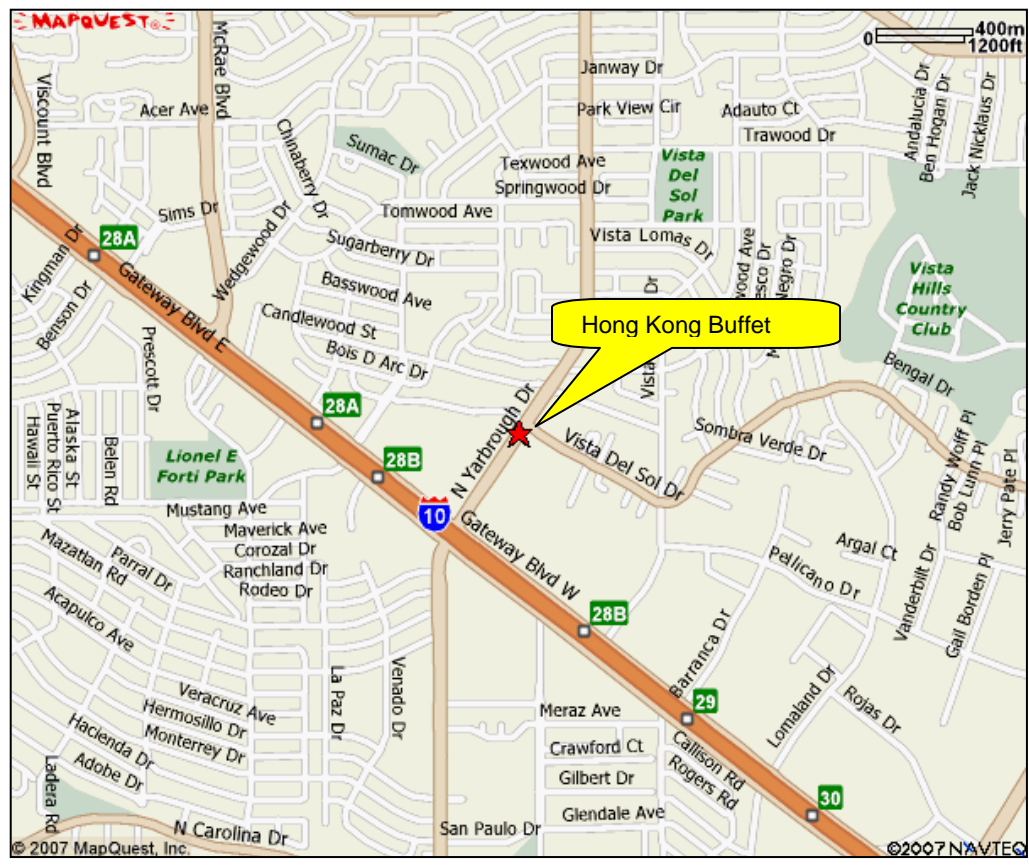 MAPQUEST
0 400m
1200ft
Viscount Blvd
Acer Ave
McRae Blvd
Chinaberry Dr
Sumac Dr
Janway Dr
Park View Cir
Adauto Ct
Trawood Dr
Andalucia Dr
Ben Hogan Dr
Jack Nicklaus Dr
Texwood Ave
Springwood Dr
Vista
Del
Sol
Park
Tomwood Ave
Sims Dr
Wedgewood Dr
Sugarberry Dr
Vista Lomas Dr
28A
Kingman Dr
Gateway Blvd E
Benson Dr
Basswood Ave
Candlewood St
Bois D Arc Dr
Dr
wood Ave
esco Dr
Negro Dr
Vista
Hills
Country
Club
Hong Kong Buffet
Prescott Dr
Vista
Bengal Dr
28A
N Yarbrough Dr
Hawaii St
Puerto Rico St
Alaska St
Belen Rd
Lionel E
Forti Park
28B
Vista Del Sol Dr
Sombra Verde Dr
Randy Wolff Pl
Bob Lunn Pl
Jerry Pate Pl
Mustang Ave
10
Gateway Blvd W
Maverick Ave
Corozal Dr
Ranchland Dr
Rodeo Dr
Mazatlan Rd
Parral Dr
Acapulco Ave
Argal Ct
Pellicano Dr
Vanderbilt Dr
Gail Borden Pl
28B
Barranca Dr
Veracruz Ave
Hermosillo Dr
Monterrey Dr
La Paz Dr
Venado Dr
Hacienda Dr
Adobe Dr
Ladera Rd
Meraz Ave
29
Callison Rd
Rogers Rd
Lomaland Dr
Rojas Dr
Crawford Ct
Gilbert Dr
Glendale Ave
30
N Carolina Dr
San Paulo Dr
© 2007 MapQuest, Inc.
©2007 NAVTEQ